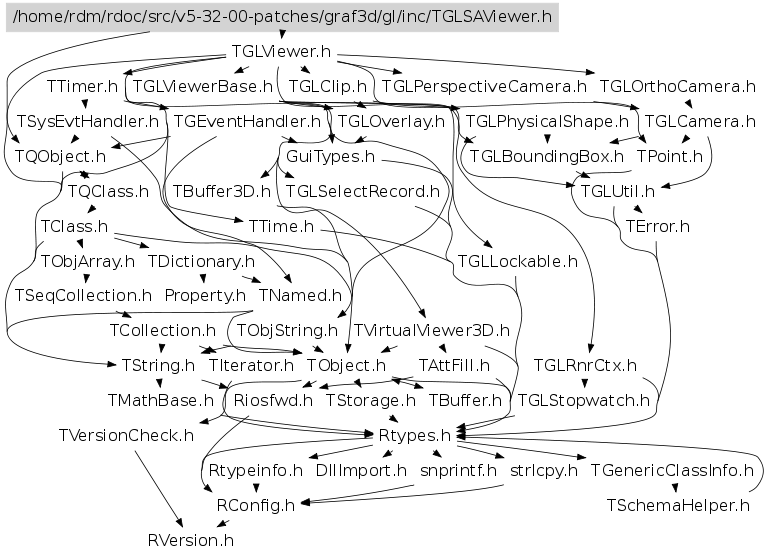 /home/rdm/rdoc/src/v5-32-00-patches/graf3d/gl/inc/TGLSAViewer.h
TGLViewer.h
TTimer.h TGLViewerBase.h TGLClip.h TGLPerspectiveCamera.h TGLOrthoCamera.h
TSysEvtHandler.h TGEventHandler.h TGLOverlay.h TGLPhysicalShape.h TGLCamera.h
TQObject.h GuiTypes.h TGLBoundingBox.h TPoint.h
TQClass.h TBuffer3D.h TGLSelectRecord.h TGLUtil.h
TClass.h TTime.h TError.h
TObjArray.h TDictionary.h TGLLockable.h
TSeqCollection.h Property.h TNamed.h
TCollection.h TObjString.h TVirtualViewer3D.h
TString.h TIterator.h TObject.h TAttFill.h TGLRnrCtx.h
TMathBase.h Riosfwd.h TStorage.h TBuffer.h TGLStopwatch.h
TVersionCheck.h Rtypes.h
Rtypeinfo.h DllImport.h snprintf.h strlcpy.h TGenericClassInfo.h
RConfig.h TSchemaHelper.h
RVersion.h